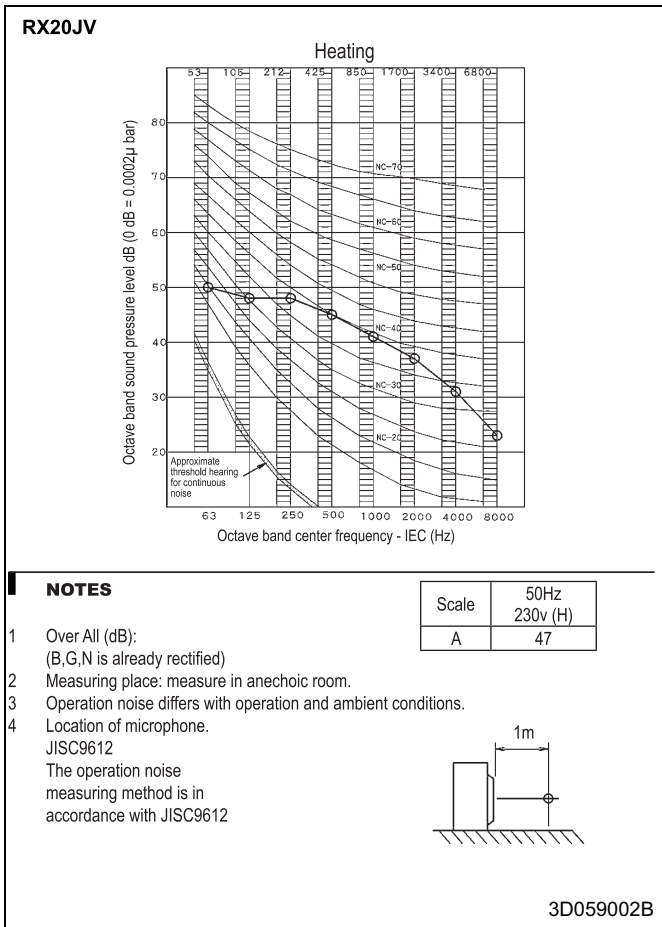 RX20JV
Heating
53 106 212 425 850 1700 3400 6800
Octave band sound pressure level dB (0 dB = 0.0002μ bar)
80
70
60
50
40
30
20
NC-70
NC-60
NC-50
NC-40
NC-30
NC-20
Approximate
threshold hearing
for continuous
noise
63 125 250 500 1000 2000 4000 8000
Octave band center frequency - IEC (Hz)
NOTES
Scale 50Hz
230v (H)
A 47
1 Over All (dB):
(B,G,N is already rectified)
2 Measuring place: measure in anechoic room.
3 Operation noise differs with operation and ambient conditions.
4 Location of microphone.
JISC9612
The operation noise
measuring method is in
accordance with JISC9612
1m
3D059002B